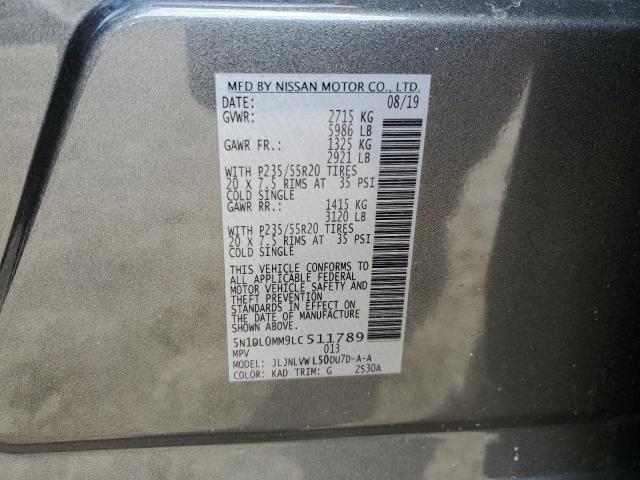 MFD BY NISSAN MOTOR CO., LTD.
DATE: 08/19
GVWR: 2715 KG
5986 LB
GAWR FR.: 1325 KG
2921 LB
WITH P235/55R20 TIRES
20 X 7.5 RIMS AT 35 PSI
COLD SINGLE
GAWR RR.: 1415 KG
3120 LB
WITH P235/55R20 TIRES
20 X 7.5 RIMS AT 35 PSI
COLD SINGLE
THIS VEHICLE CONFORMS TO
ALL APPLICABLE FEDERAL
MOTOR VEHICLE SAFETY AND
THEFT PREVENTION
STANDARDS IN EFFECT ON
THE DATE OF MANUFACTURE
SHOWN ABOVE
5N1DL0MM9LC511789
MPV 013
MODEL: JLJNLVWL50DU7D-A-A
COLOR: KAD TRIM: G ZS30A